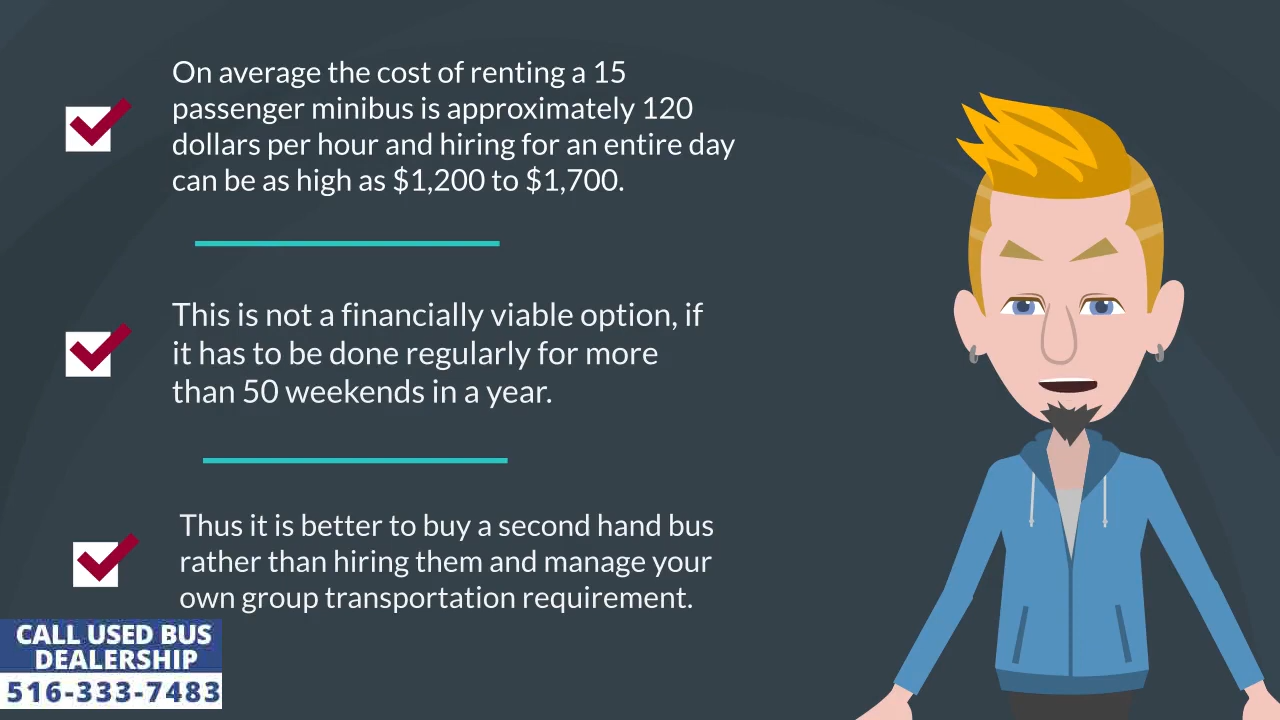 On average the cost of renting a 15
passenger minibus is approximately 120
dollars per hour and hiring for an entire day
can be as high as $1,200 to $1,700.
This is not a financially viable option, if
it has to be done regularly for more
than 50 weekends in a year.
Thus it is better to buy a second hand bus
rather than hiring them and manage your
own group transportation requirement.
CALL USED BUS
DEALERSHIP
516-333-7483